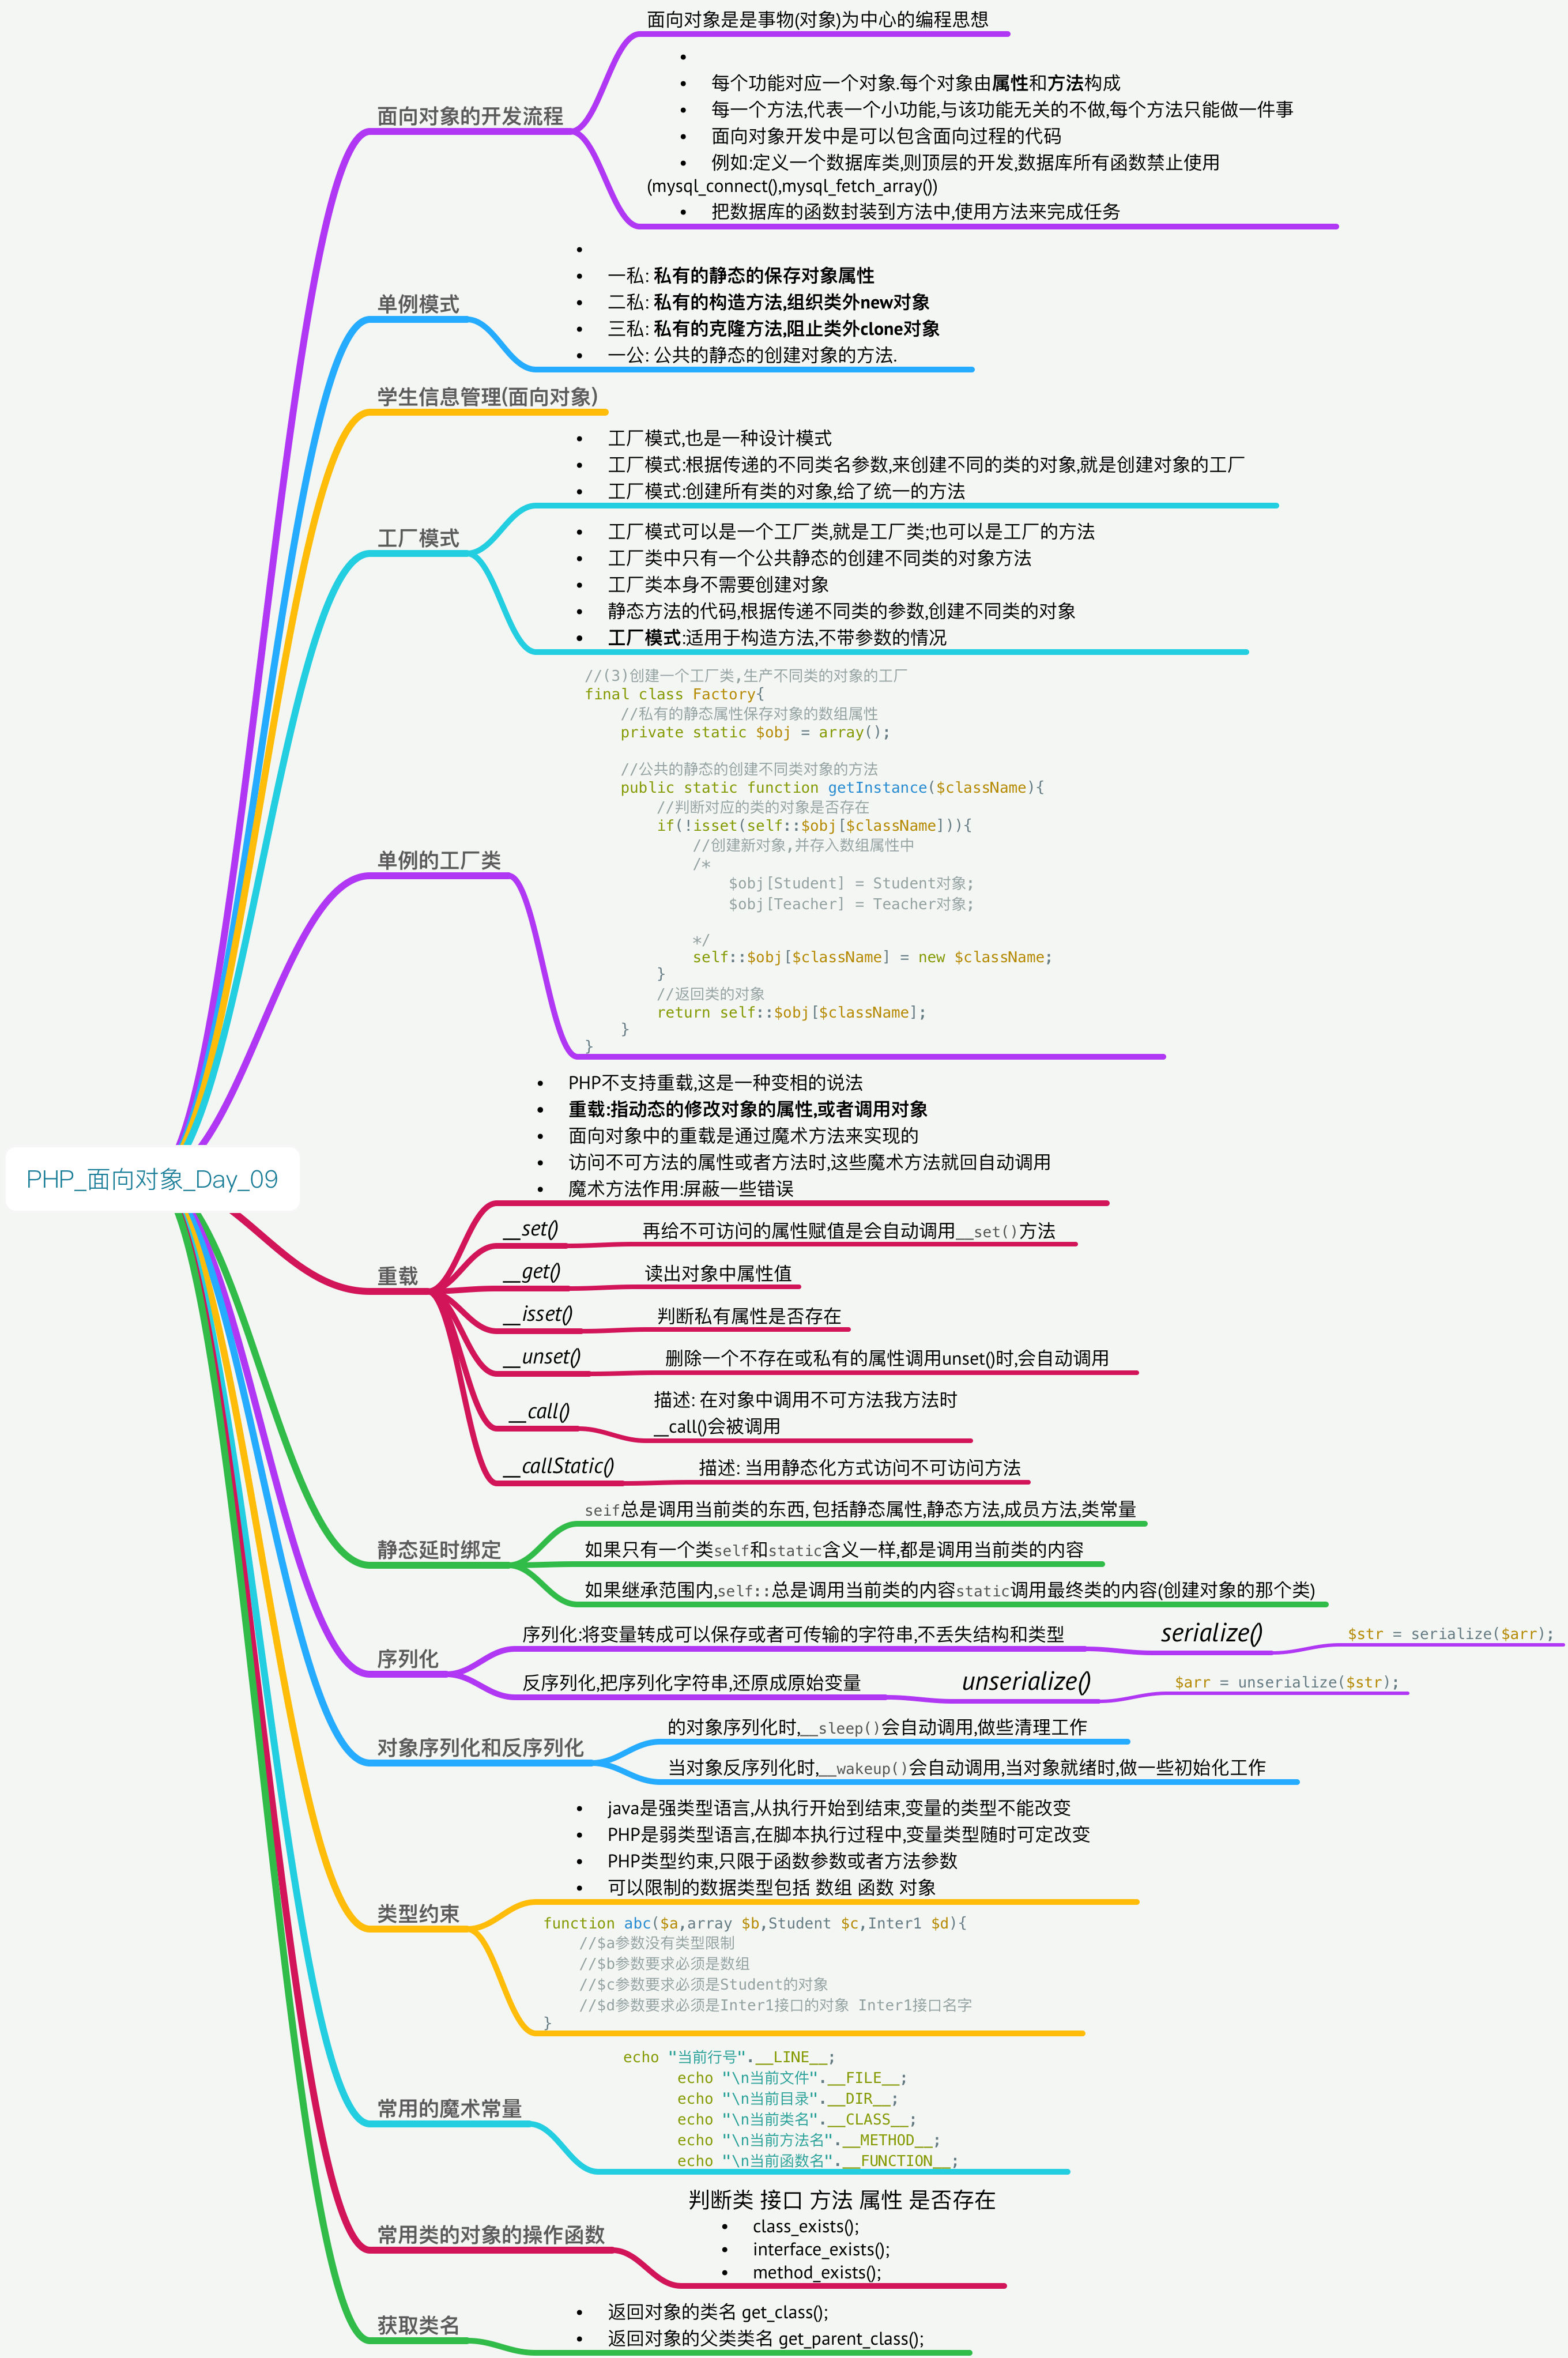 PHP_面向对象_Day_09
面向对象的开发流程
面向对象是是事物(对象)为中心的编程思想
•
• 每个功能对应一个对象.每个对象由属性和方法构成
• 每一个方法,代表一个小功能,与该功能无关的不做,每个方法只能做一件事
• 面向对象开发中是可以包含面向过程的代码
• 例如:定义一个数据库类,则顶层的开发,数据库所有函数禁止使用
(mysql_connect(),mysql_fetch_array())
• 把数据库的函数封装到方法中,使用方法来完成任务
单例模式
•
• 一私: 私有的静态的保存对象属性
• 二私: 私有的构造方法,组织类外new对象
• 三私: 私有的克隆方法,阻止类外clone对象
• 一公: 公共的静态的创建对象的方法.
学生信息管理(面向对象)
工厂模式
• 工厂模式,也是一种设计模式
• 工厂模式:根据传递的不同类名参数,来创建不同的类的对象,就是创建对象的工厂
• 工厂模式:创建所有类的对象,给了统一的方法
• 工厂模式可以是一个工厂类,就是工厂类;也可以是工厂的方法
• 工厂类中只有一个公共静态的创建不同类的对象方法
• 工厂类本身不需要创建对象
• 静态方法的代码,根据传递不同类的参数,创建不同类的对象
• 工厂模式:适用于构造方法,不带参数的情况
单例的工厂类
//(3)创建一个工厂类,生产不同类的对象的工厂
final class Factory{
//私有的静态属性保存对象的数组属性
private static $obj = array();
//公共的静态的创建不同类对象的方法
public static function getInstance($className){
//判断对应的类的对象是否存在
if(!isset(self::$obj[$className])){
//创建新对象,并存入数组属性中
/*
$obj[Student] = Student对象;
$obj[Teacher] = Teacher对象;
*/
self::$obj[$className] = new $className;
}
//返回类的对象
return self::$obj[$className];
}
}
重载
• PHP不支持重载,这是一种变相的说法
• 重载:指动态的修改对象的属性,或者调用对象
• 面向对象中的重载是通过魔术方法来实现的
• 访问不可方法的属性或者方法时,这些魔术方法就回自动调用
• 魔术方法作用:屏蔽一些错误
__set() 再给不可访问的属性赋值是会自动调用__set()方法
__get() 读出对象中属性值
__isset() 判断私有属性是否存在
__unset() 删除一个不存在或私有的属性调用unset()时,会自动调用
__call()
描述: 在对象中调用不可方法我方法时
__call()会被调用
__callStatic() 描述: 当用静态化方式访问不可访问方法
静态延时绑定
seif总是调用当前类的东西, 包括静态属性,静态方法,成员方法,类常量
如果只有一个类self和static含义一样,都是调用当前类的内容
如果继承范围内,self::总是调用当前类的内容static调用最终类的内容(创建对象的那个类)
序列化
序列化:将变量转成可以保存或者可传输的字符串,不丢失结构和类型 serialize() $str = serialize($arr);
反序列化,把序列化字符串,还原成原始变量 unserialize() $arr = unserialize($str);
对象序列化和反序列化
的对象序列化时,__sleep()会自动调用,做些清理工作
当对象反序列化时,__wakeup()会自动调用,当对象就绪时,做一些初始化工作
类型约束
• java是强类型语言,从执行开始到结束,变量的类型不能改变
• PHP是弱类型语言,在脚本执行过程中,变量类型随时可定改变
• PHP类型约束,只限于函数参数或者方法参数
• 可以限制的数据类型包括 数组 函数 对象
function abc($a,array $b,Student $c,Inter1 $d){
//$a参数没有类型限制
//$b参数要求必须是数组
//$c参数要求必须是Student的对象
//$d参数要求必须是Inter1接口的对象 Inter1接口名字
}
常用的魔术常量
echo "当前行号".__LINE__;
echo "\n当前文件".__FILE__;
echo "\n当前目录".__DIR__;
echo "\n当前类名".__CLASS__;
echo "\n当前方法名".__METHOD__;
echo "\n当前函数名".__FUNCTION__;
常用类的对象的操作函数
判断类 接口 方法 属性 是否存在
• class_exists();
• interface_exists();
• method_exists();
获取类名
• 返回对象的类名 get_class();
• 返回对象的父类类名 get_parent_class();